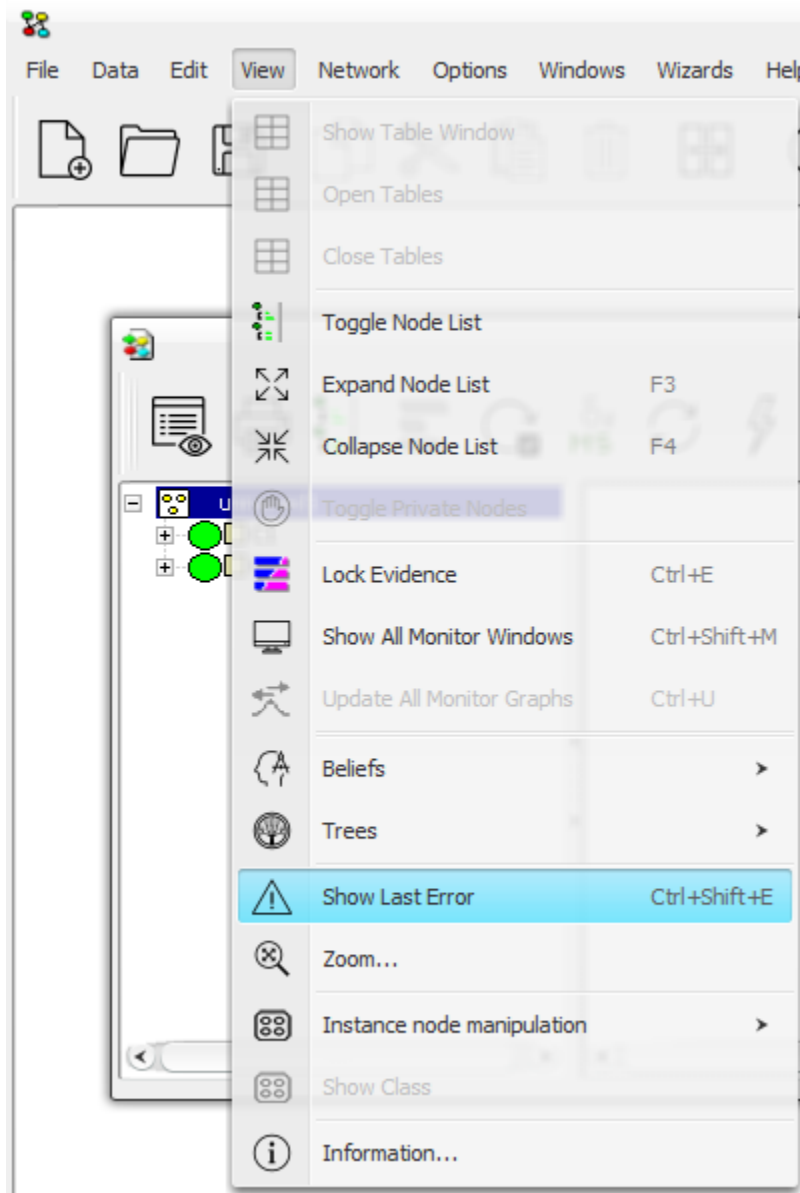 File Data Edit View Network Options Windows Wizards Help
Show Table Window
Open Tables
Close Tables
Toggle Node List
Expand Node List F3
Collapse Node List F4
Toggle Private Nodes
Lock Evidence Ctrl+E
Show All Monitor Windows Ctrl+Shift+M
Update All Monitor Graphs Ctrl+U
Beliefs
Trees
Show Last Error Ctrl+Shift+E
Zoom...
Instance node manipulation
Show Class
Information...